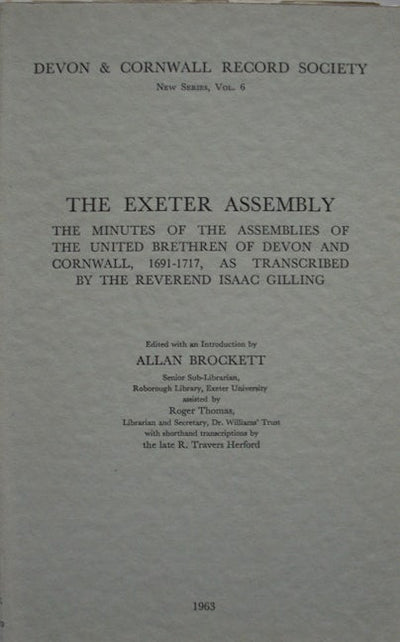 DEVON & CORNWALL RECORD SOCIETY
NEW SERIES, VOL. 6
THE EXETER ASSEMBLY
THE MINUTES OF THE ASSEMBLIES OF
THE UNITED BRETHREN OF DEVON AND
CORNWALL, 1691-1717, AS TRANSCRIBED
BY THE REVEREND ISAAC GILLING
Edited with an Introduction by
ALLAN BROCKETT
Senior Sub-Librarian,
Roborough Library, Exeter University
assisted by
Roger Thomas,
Librarian and Secretary, Dr. Williams' Trust
with shorthand transcriptions by
the late R. Travers Herford
1963